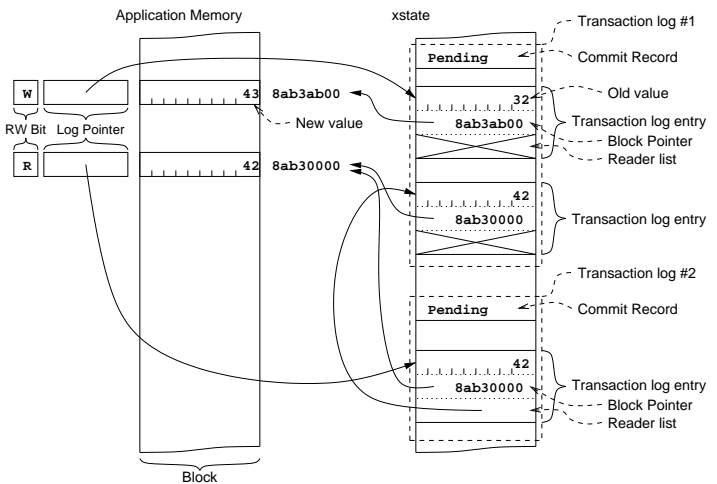 Application Memory
xstate
Transaction log #1
Pending
Commit Record
W
43
8ab3ab00
32
Old value
RW Bit
Log Pointer
New value
8ab3ab00
Transaction log entry
Block Pointer
Reader list
R
42
8ab30000
42
8ab30000
Transaction log entry
Transaction log #2
Pending
Commit Record
42
8ab30000
Transaction log entry
Block Pointer
Reader list
Block